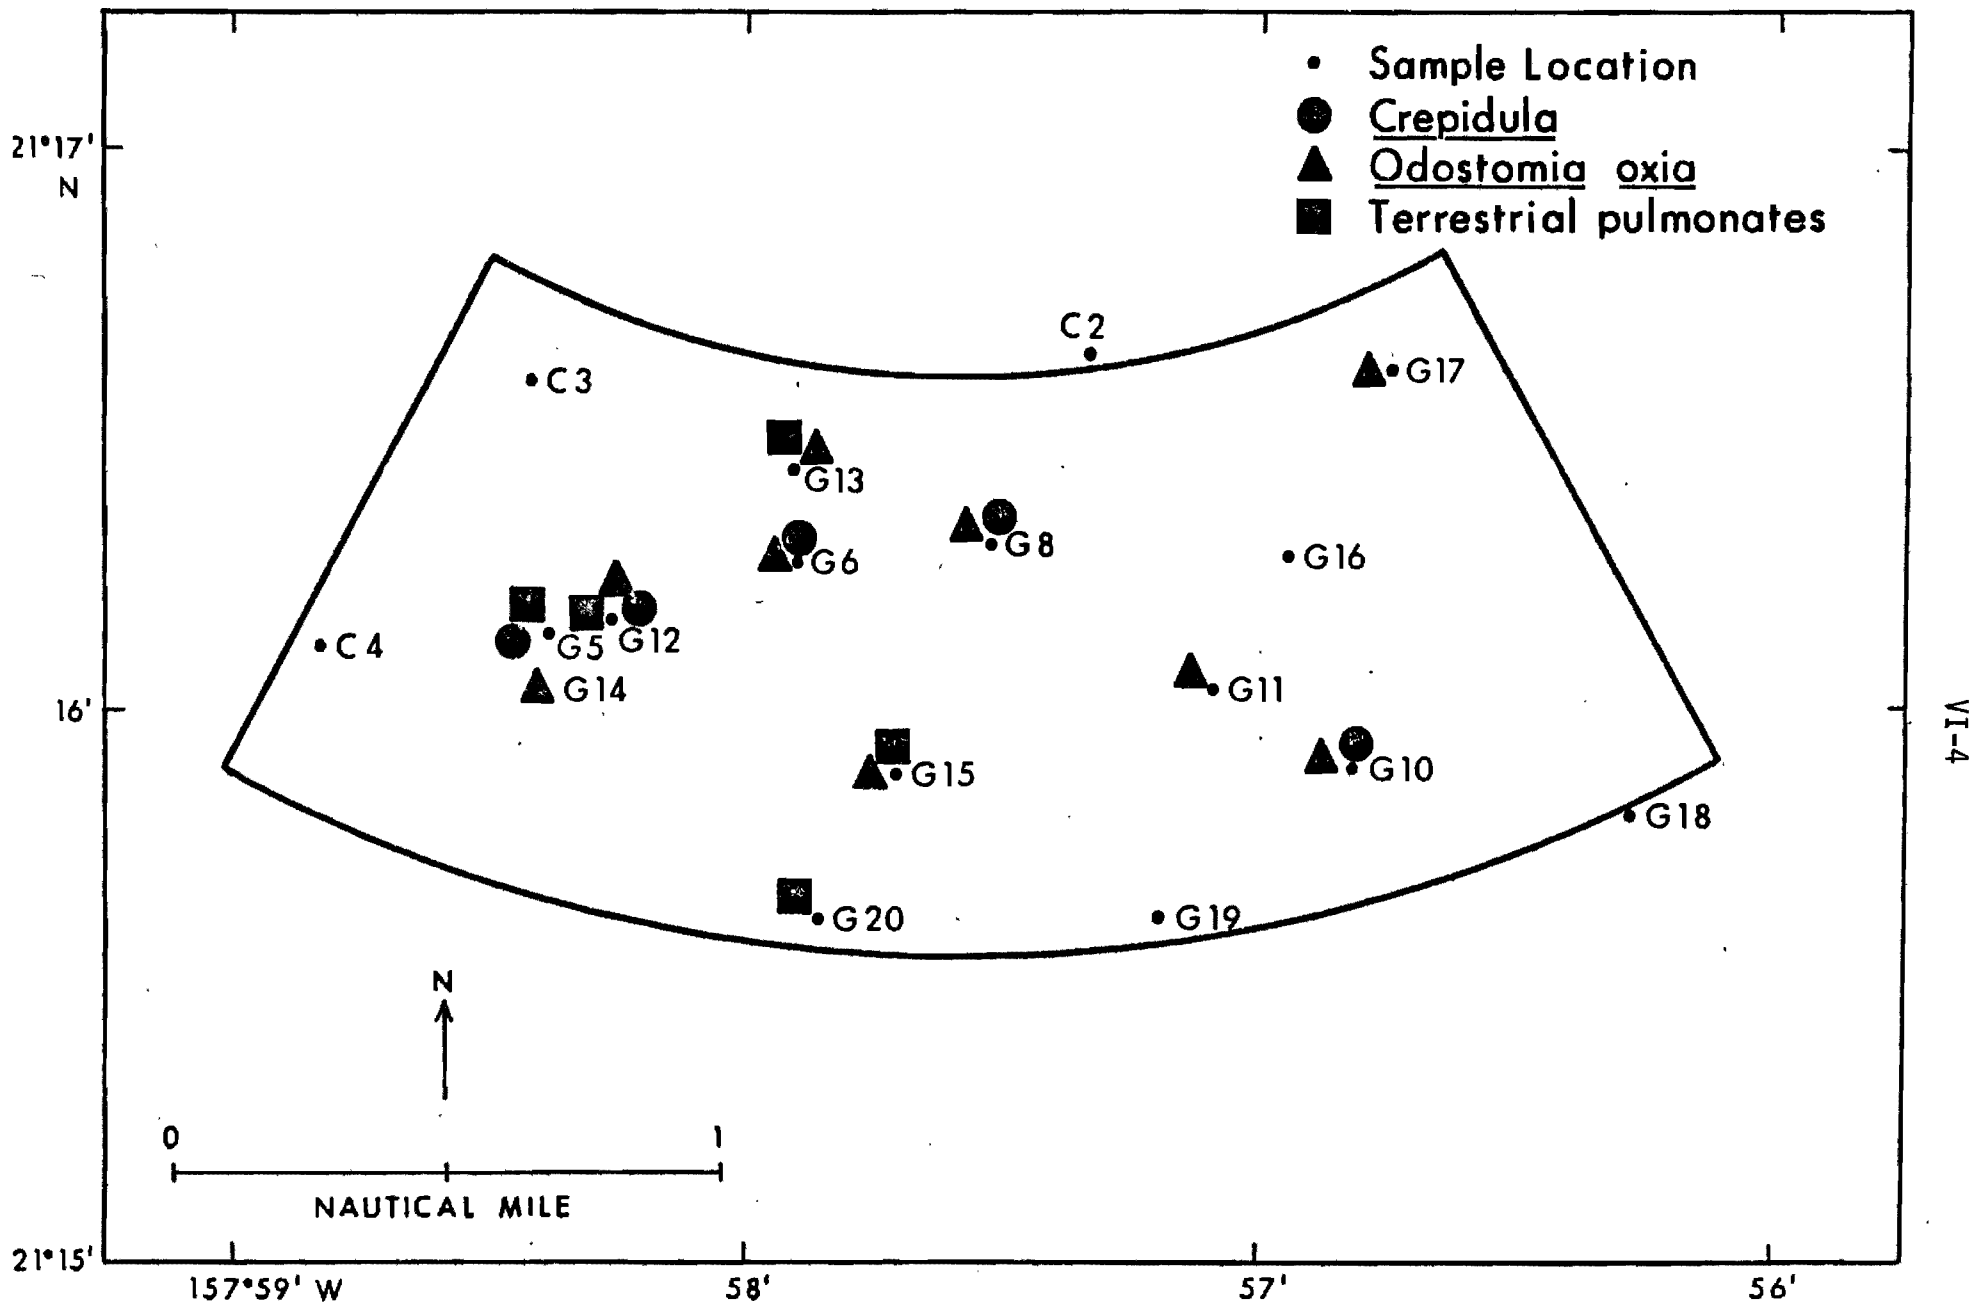 Sample Location
Crepidula
Odostomia oxia
Terrestrial pulmonates
21°17'
N
C2
C3
G17
G13
G8
G6
G16
G5
G12
C4
G14
G11
16'
G15
G10
G18
G20
G19
N
0 1
NAUTICAL MILE
21°15'
157°59' W 58' 57' 56'
VI-4